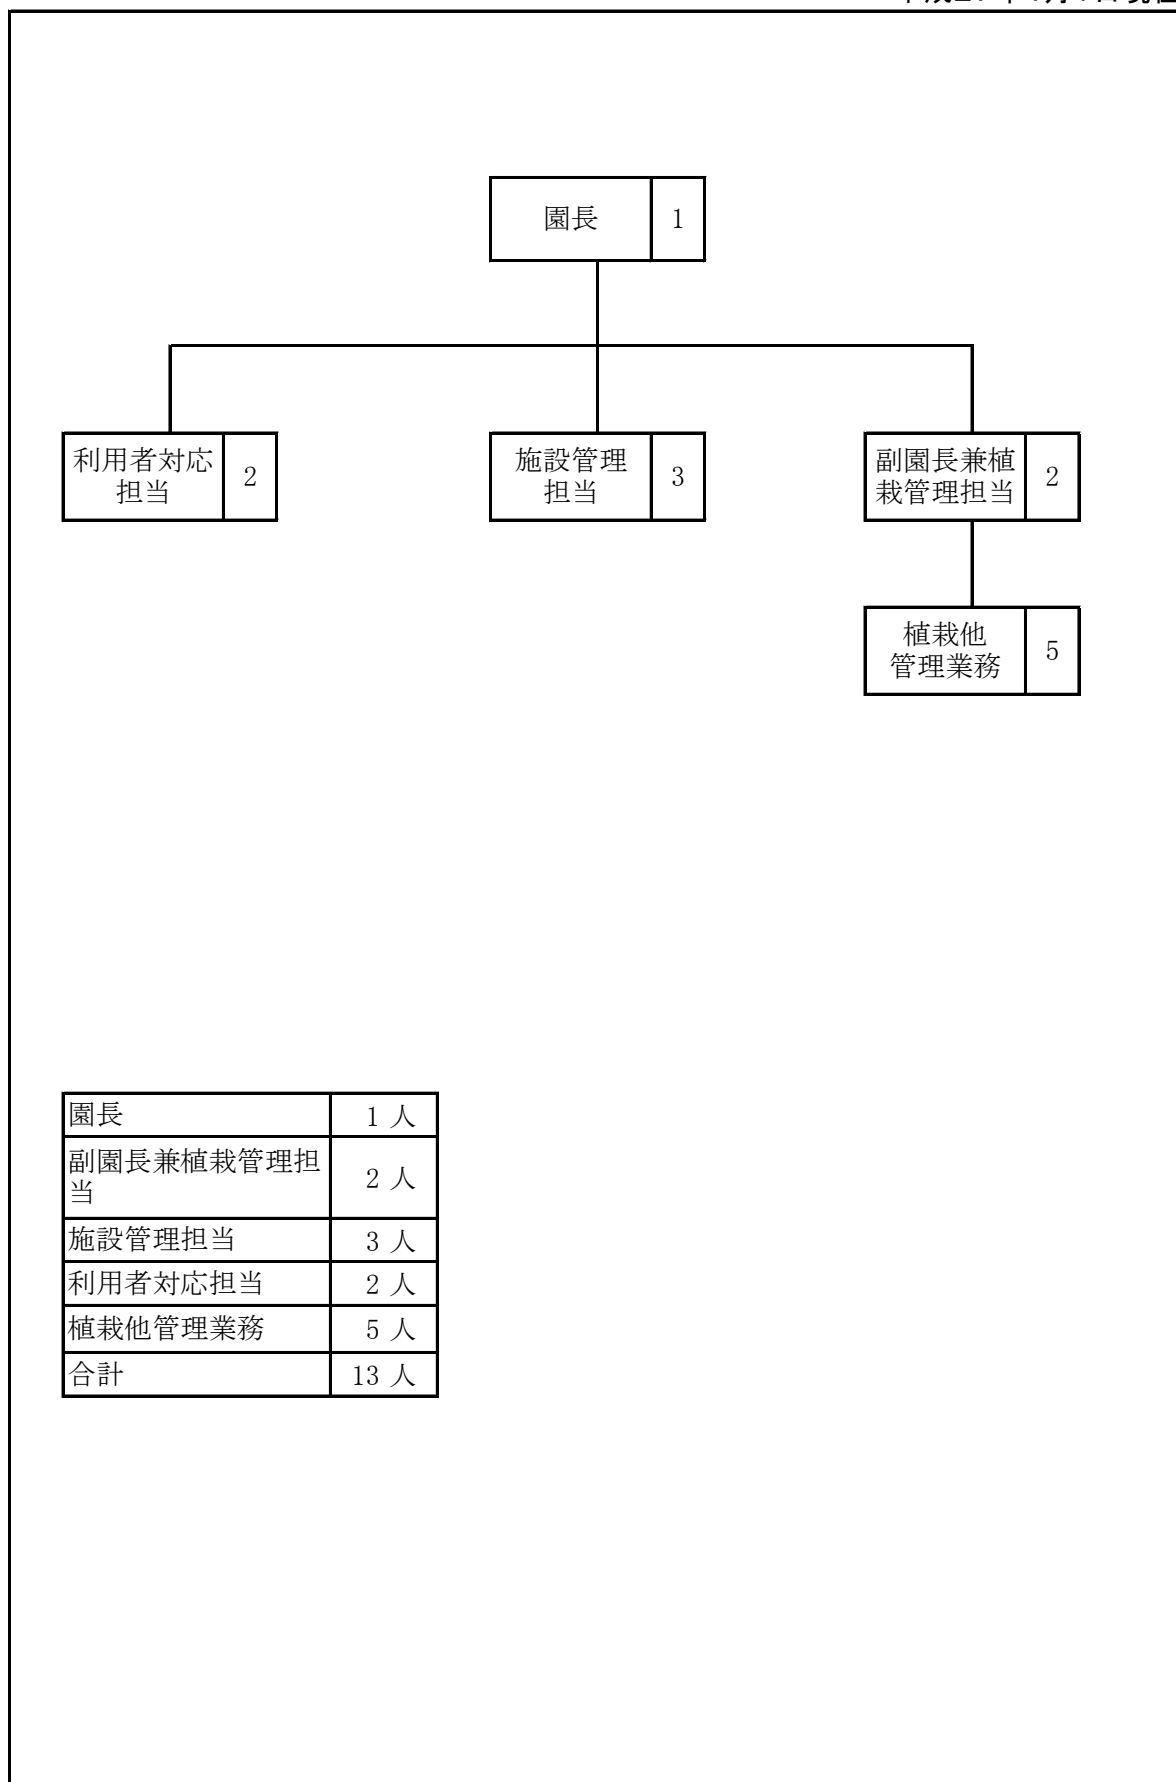 園長 1
利用者対応
担当
2
施設管理
担当
3
副園長兼植
栽管理担当
2
植栽他
管理業務
5
園長 1 人
副園長兼植栽管理担
当
2 人
施設管理担当 3 人
利用者対応担当 2 人
植栽他管理業務 5 人
合計 13 人